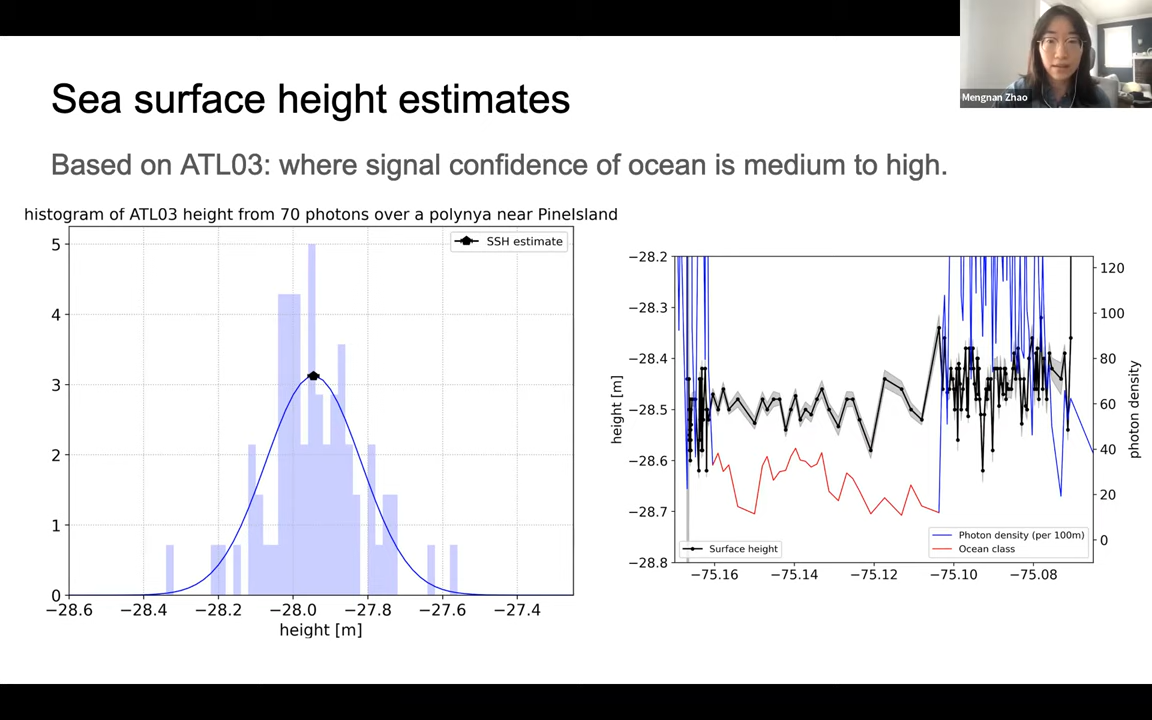 Mengnan Zhao
Sea surface height estimates
Based on ATL03: where signal confidence of ocean is medium to high.
histogram of ATL03 height from 70 photons over a polynya near PineIsland
SSH estimate
5
4
3
2
1
0
−28.6 −28.4 −28.2 −28.0 −27.8 −27.6 −27.4
height [m]
−28.2
−28.3
−28.4
−28.5
−28.6
−28.7
−28.8
height [m]
120
100
80
60
40
20
0
photon density
Surface height
Photon density (per 100m)
Ocean class
−75.16 −75.14 −75.12 −75.10 −75.08